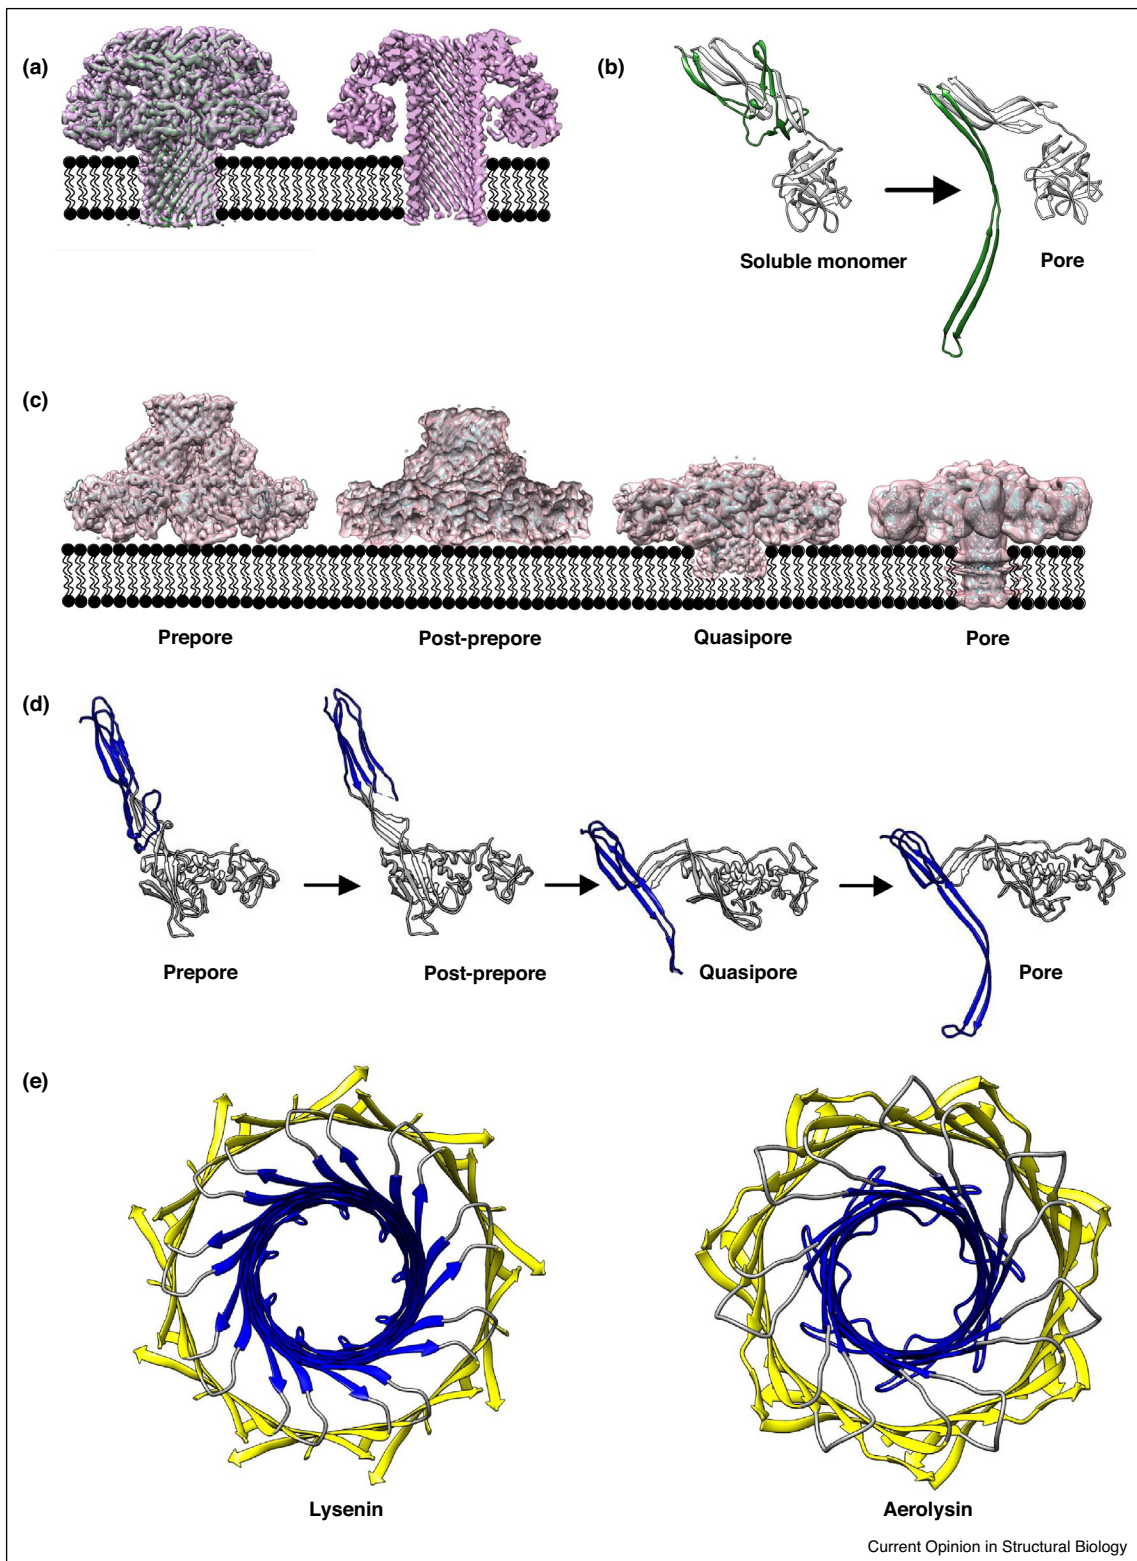 (a)
(b)
Soluble monomer
Pore
(c)
Prepore
Post-prepore
Quasipore
Pore
(d)
Prepore
Post-prepore
Quasipore
Pore
(e)
Lysenin
Aerolysin
Current Opinion in Structural Biology